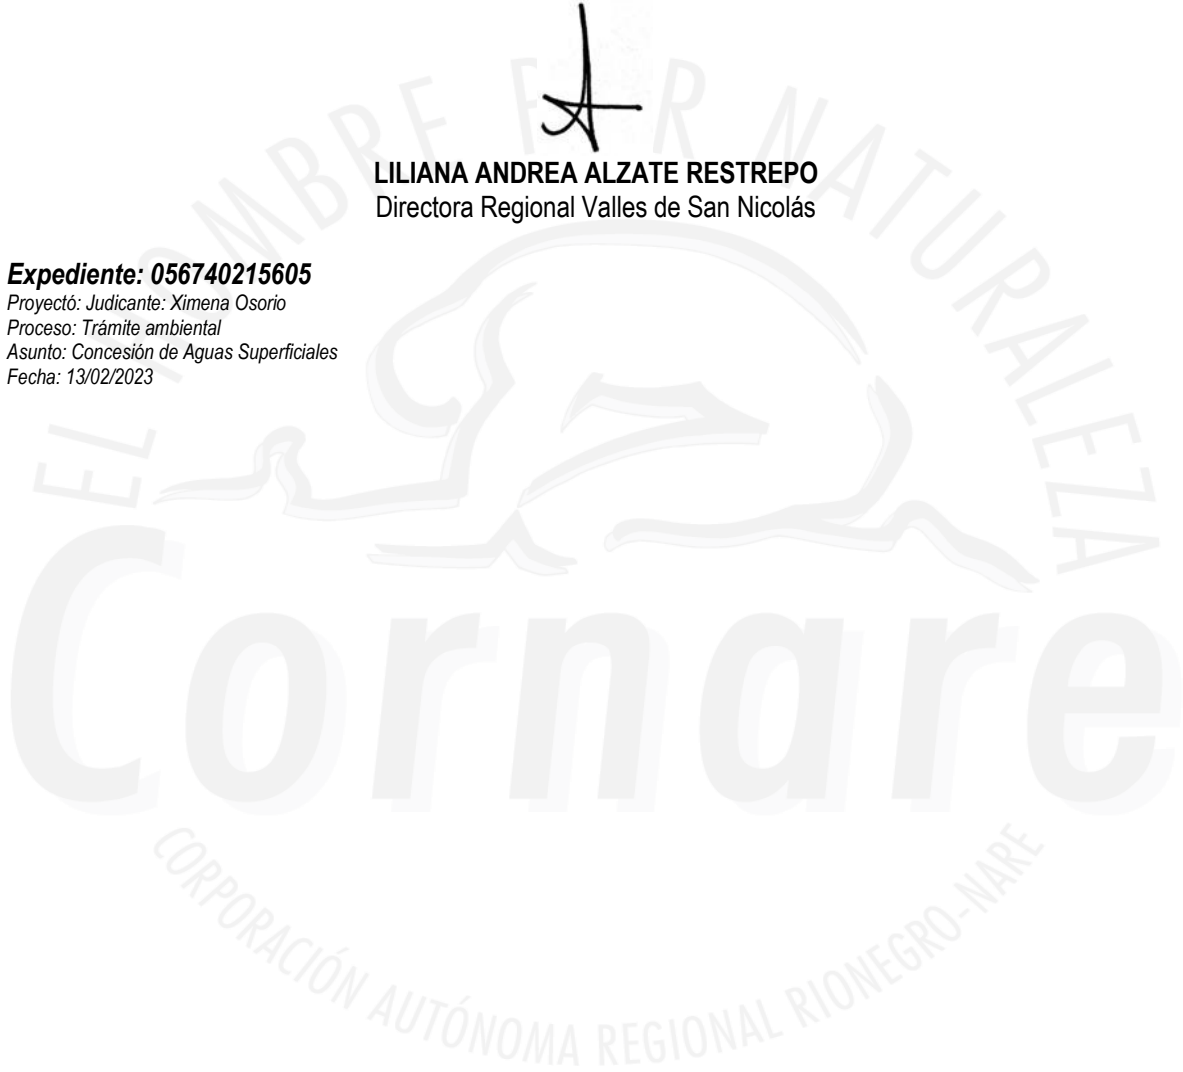 LILIANA ANDREA ALZATE RESTREPO
Directora Regional Valles de San Nicolás
Expediente: 056740215605
Proyectó: Judicante: Ximena Osorio
Proceso: Trámite ambiental
Asunto: Concesión de Aguas Superficiales
Fecha: 13/02/2023
EL HOMBRE E R NATURALEZA
Cornare
CORPORACIÓN AUTÓNOMA REGIONAL RIONEGRO-NARE